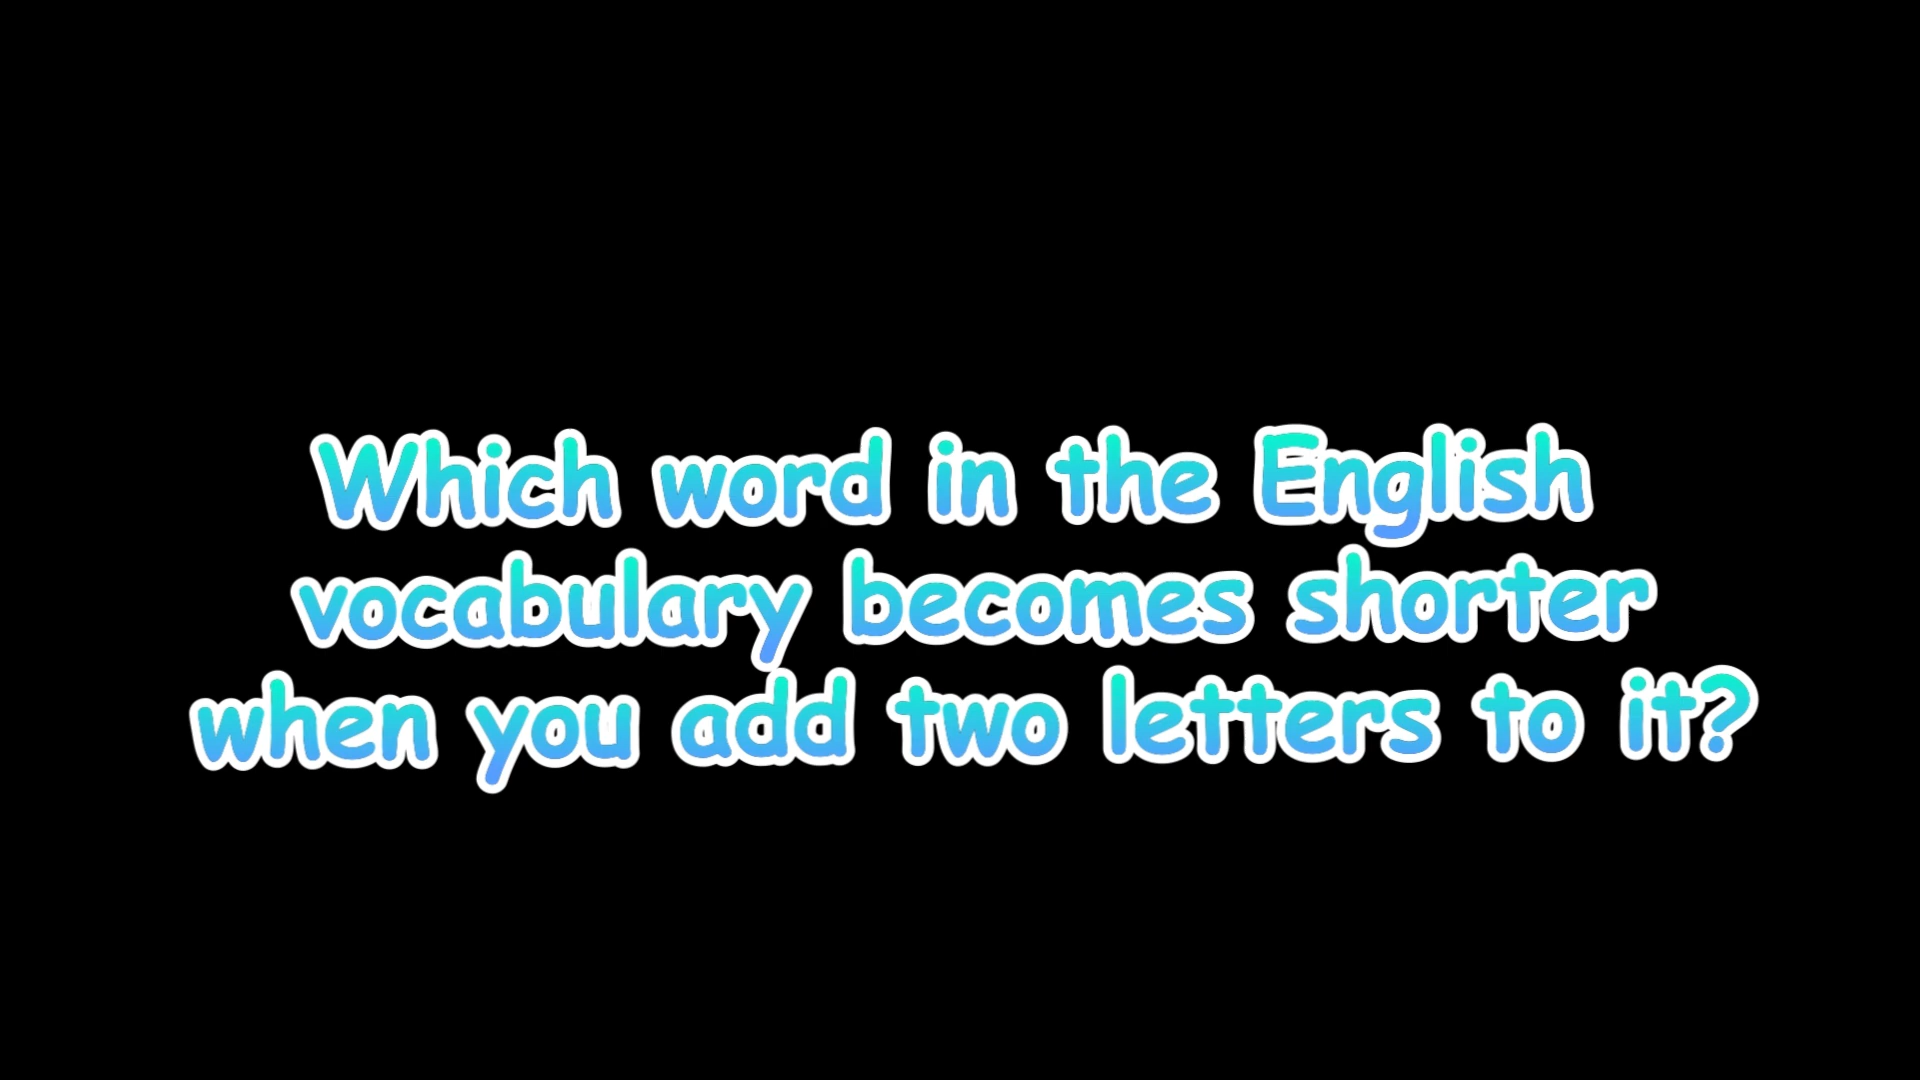 Which word in the English
vocabulary becomes shorter
when you add two letters to it?